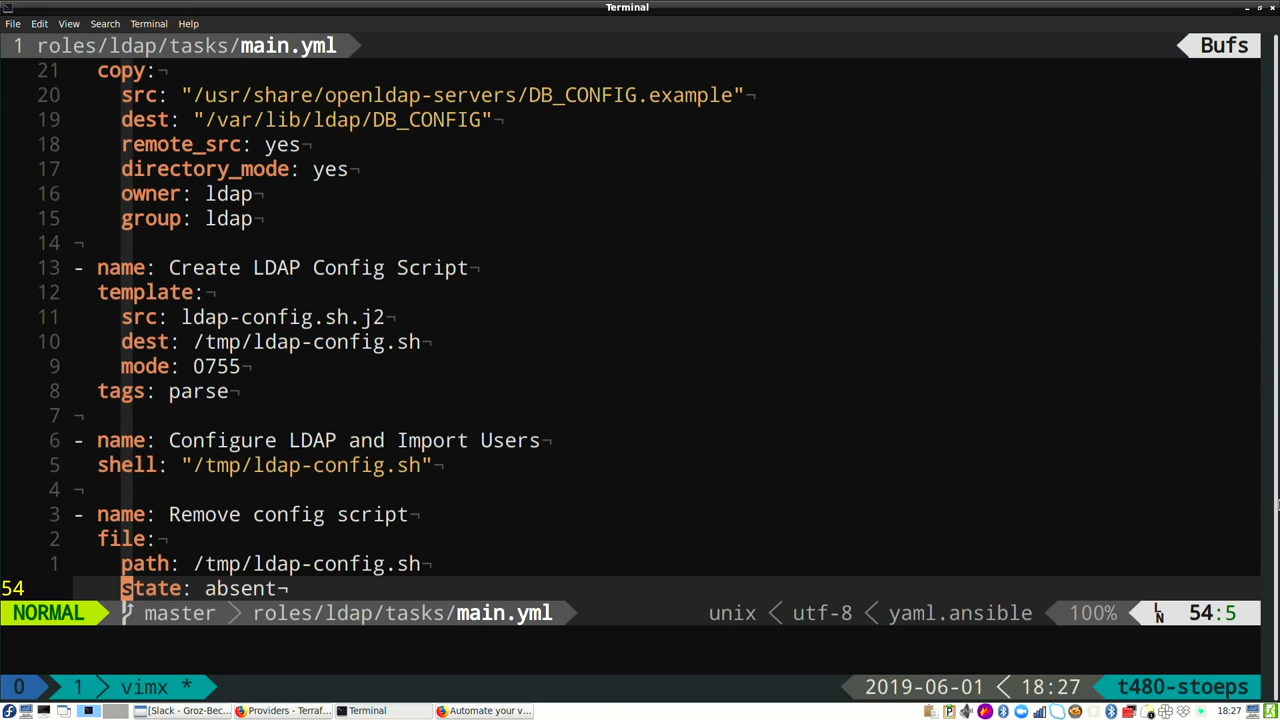 Terminal
File Edit View Search Terminal Help
1 roles/ldap/tasks/main.yml Bufs
21 copy:¬
20 src: "/usr/share/openldap-servers/DB_CONFIG.example"¬
19 dest: "/var/lib/ldap/DB_CONFIG"¬
18 remote_src: yes¬
17 directory_mode: yes¬
16 owner: ldap¬
15 group: ldap¬
14 ¬
13 - name: Create LDAP Config Script¬
12 template:¬
11 src: ldap-config.sh.j2¬
10 dest: /tmp/ldap-config.sh¬
9 mode: 0755¬
8 tags: parse¬
7 ¬
6 - name: Configure LDAP and Import Users¬
5 shell: "/tmp/ldap-config.sh"¬
4 ¬
3 - name: Remove config script¬
2 file:¬
1 path: /tmp/ldap-config.sh¬
54 state: absent¬
NORMAL master roles/ldap/tasks/main.yml unix utf-8 yaml.ansible 100% LN 54:5
0 1 vimx * 2019-06-01 18:27 t480-stoeps
[Slack - Groz-Bec... Providers - Terraf... Terminal Automate your v... 18:27